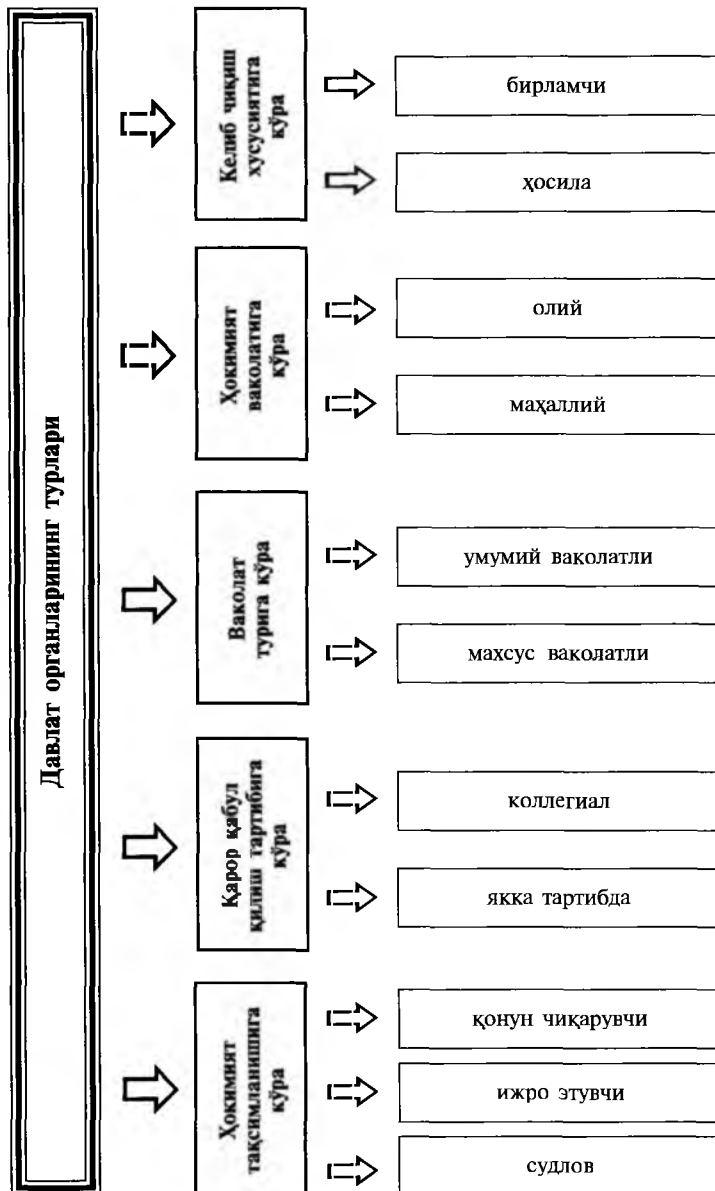 Давлат органларининг турлари
Келиб чиқиш
хусусиятига
кўра
бирламчи
ҳосила
Ҳокимият
ваколатига
кўра
олий
маҳаллий
Ваколат
турига кўра
умумий ваколатли
махсус ваколатли
Қарор қабул
қилиш тартибига
кўра
коллегиал
якка тартибда
Ҳокимият
тақсимланишига
кўра
қонун чиқарувчи
ижро этувчи
судлов